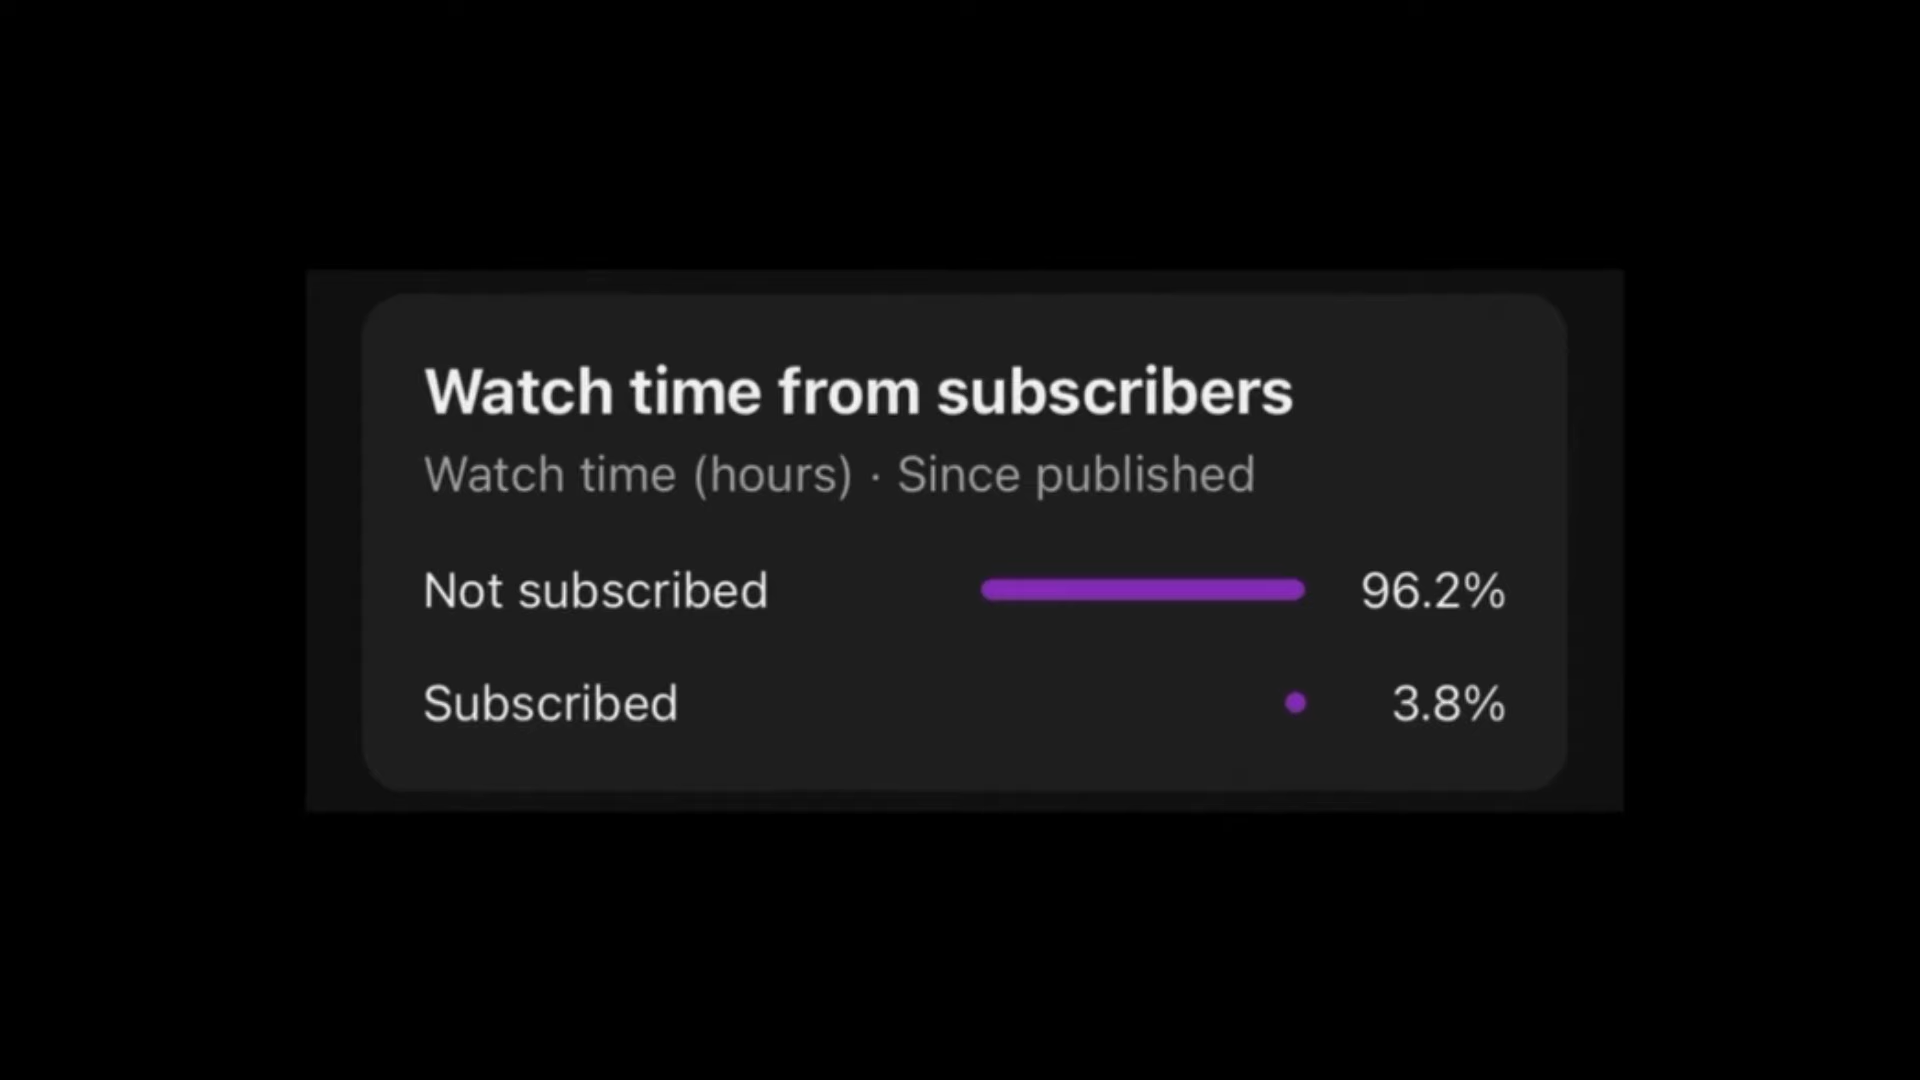 Watch time from subscribers
Watch time (hours) · Since published
Not subscribed 96.2%
Subscribed 3.8%